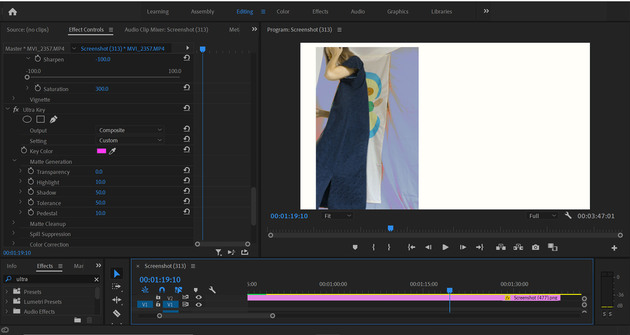 Learning Assembly Editing Color Effects Audio Graphics Libraries
Source: (no clips) Effect Controls Audio Clip Mixer: Screenshot (313) Met
Program: Screenshot (313)
Master * MVI_2357.MP4 Screenshot (313) * MVI_2357.MP4
Sharpen -100.0
-100.0 100.0
Saturation 100.0
Vignette
fx Ultra Key
Output Composite
Setting Custom
Key Color
Matte Generation
Transparency 0.0
Highlight 10.0
Shadow 50.0
Tolerance 50.0
Pedestal 10.0
Matte Cleanup
Spill Suppression
Color Correction
00:01:19:10
00:01:19:10 Fit Full 00:03:47:01
Info Effects Mar
ultra
Presets
Lumetri Presets
Audio Effects
Screenshot (313)
00:01:19:10
5:00 00:01:00:00 00:01:15:00 00:01:30:00
V2
V1 V1
Screenshot (477).png
0
-36
dB
S S